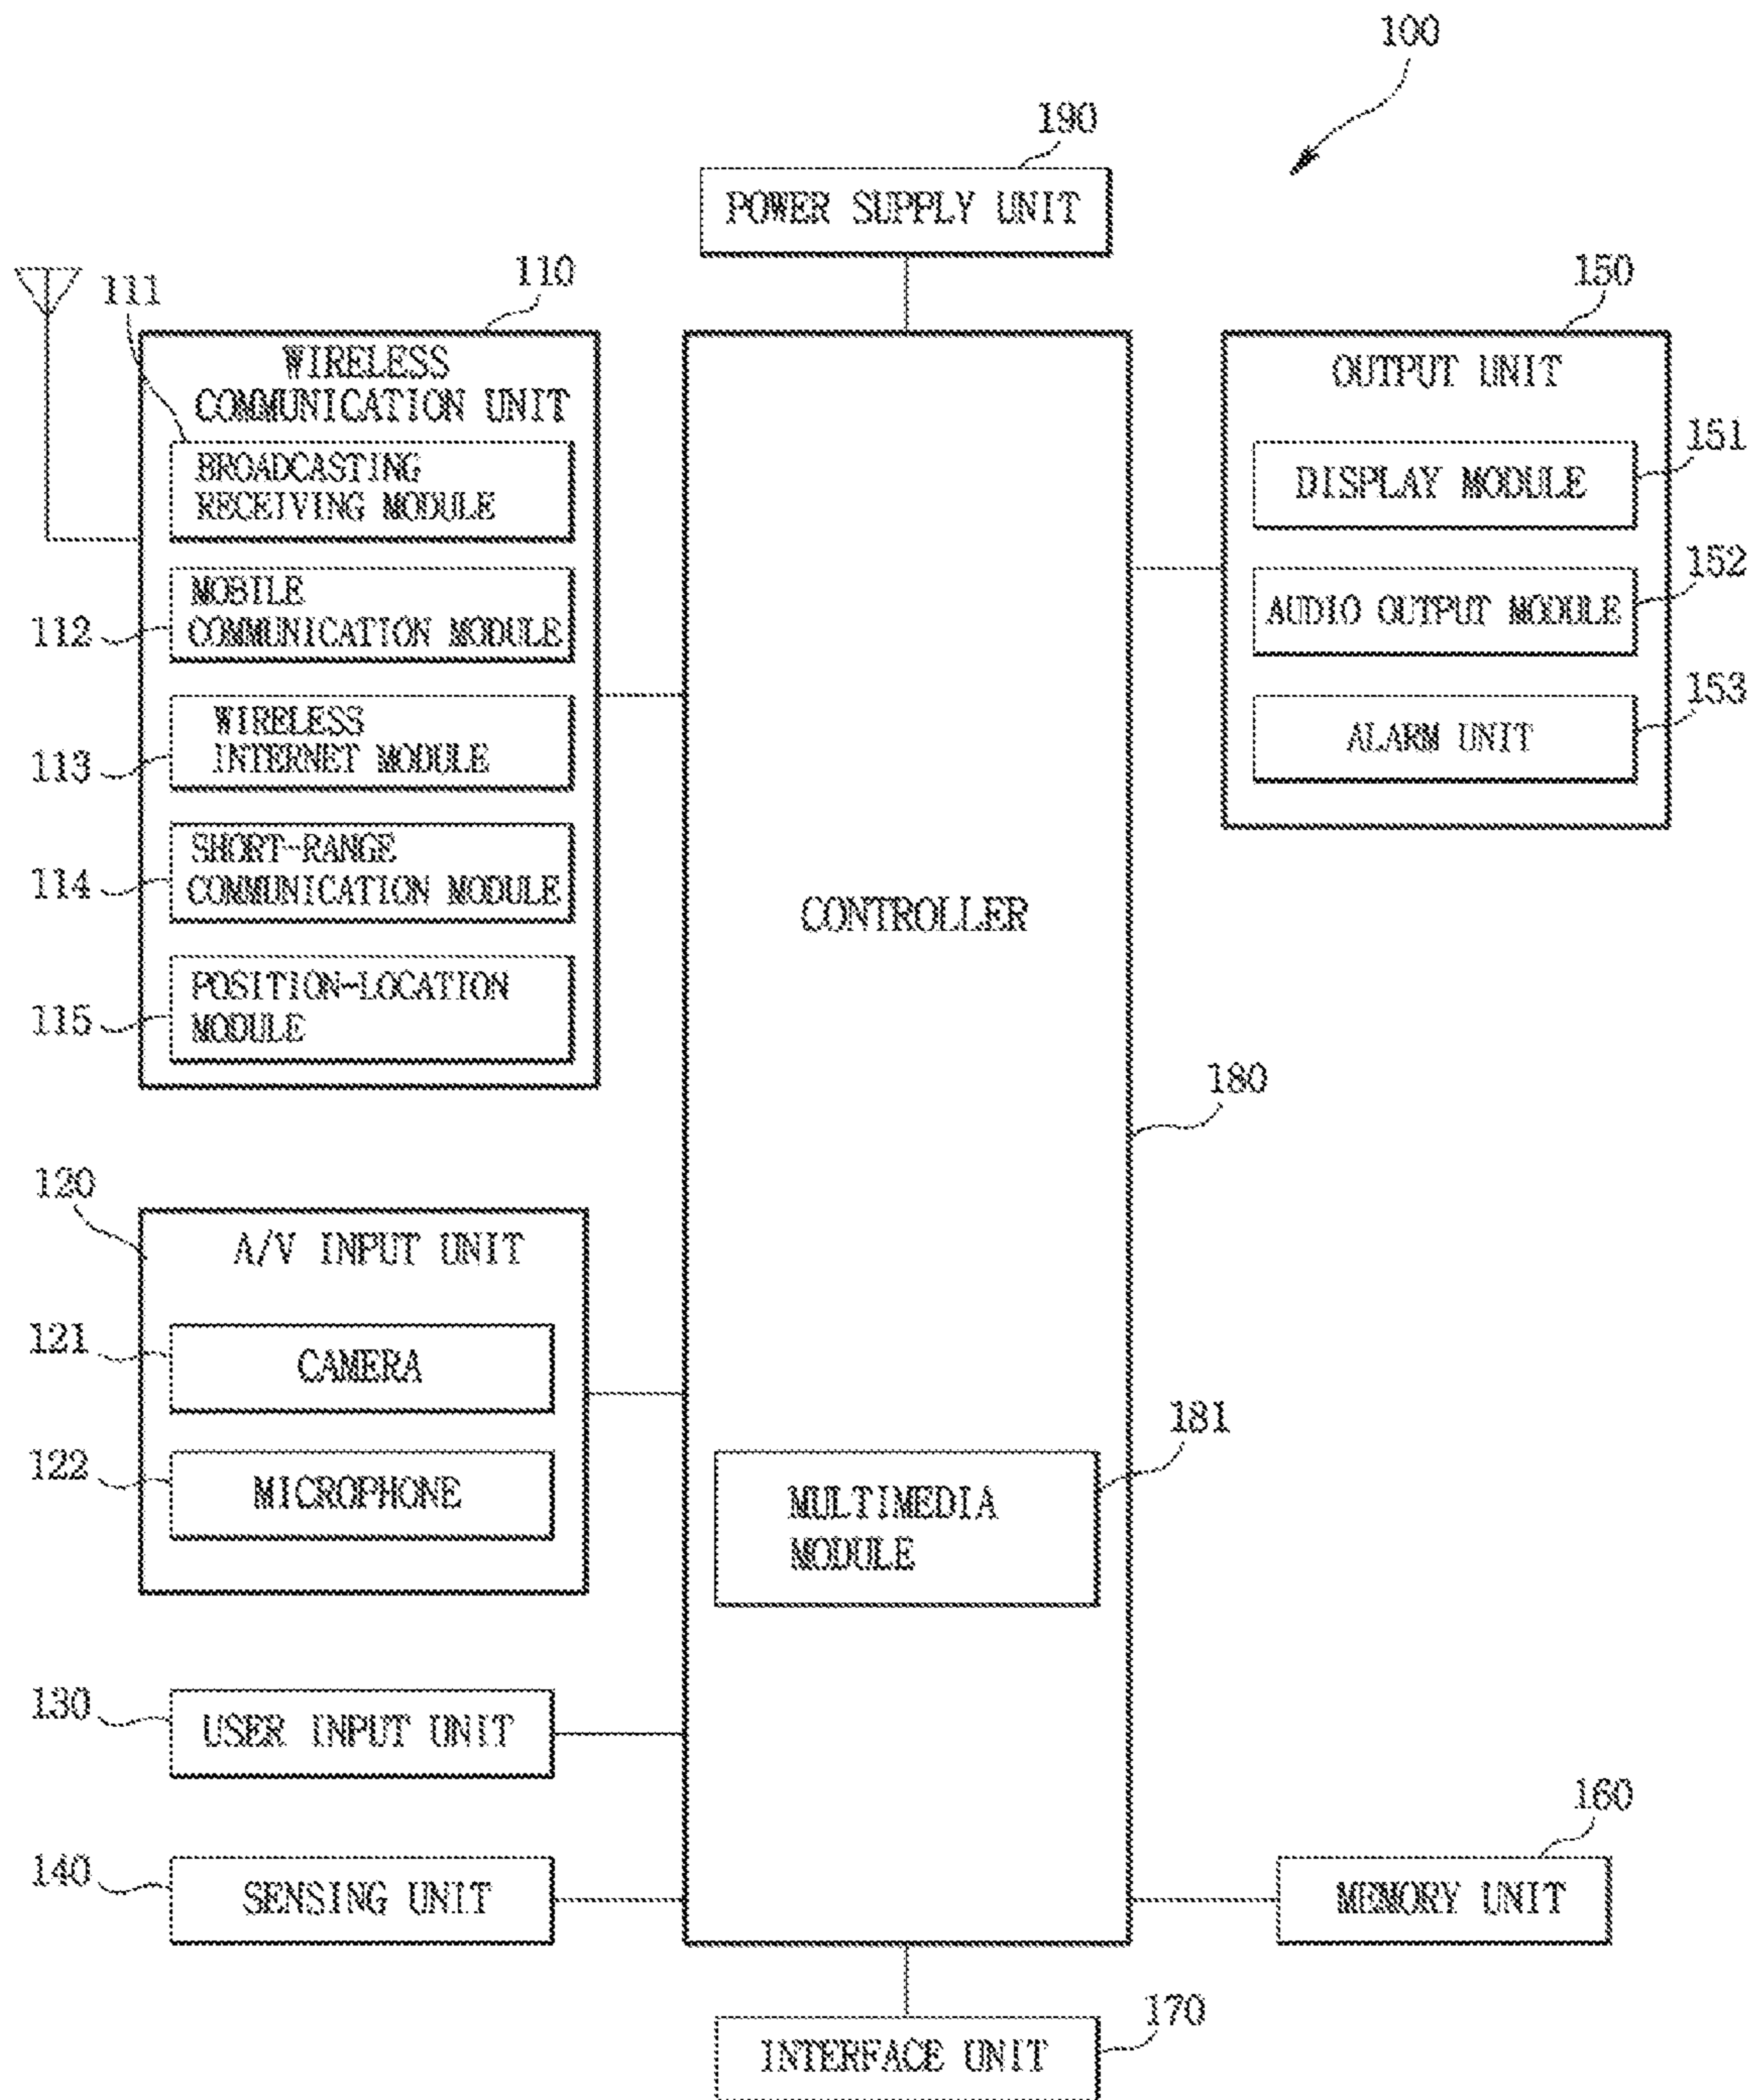 100
190
POWER SUPPLY UNIT
110
111
WIRELESS
COMMUNICATION UNIT
BROADCASTING
RECEIVING MODULE
112
MOBILE
COMMUNICATION MODULE
113
WIRELESS
INTERNET MODULE
114
SHORT-RANGE
COMMUNICATION MODULE
115
POSITION-LOCATION
MODULE
150
OUTPUT UNIT
151
DISPLAY MODULE
152
AUDIO OUTPUT MODULE
153
ALARM UNIT
CONTROLLER
180
120
A/V INPUT UNIT
121
CAMERA
122
MICROPHONE
181
MULTIMEDIA
MODULE
130
USER INPUT UNIT
140
SENSING UNIT
160
MEMORY UNIT
170
INTERFACE UNIT